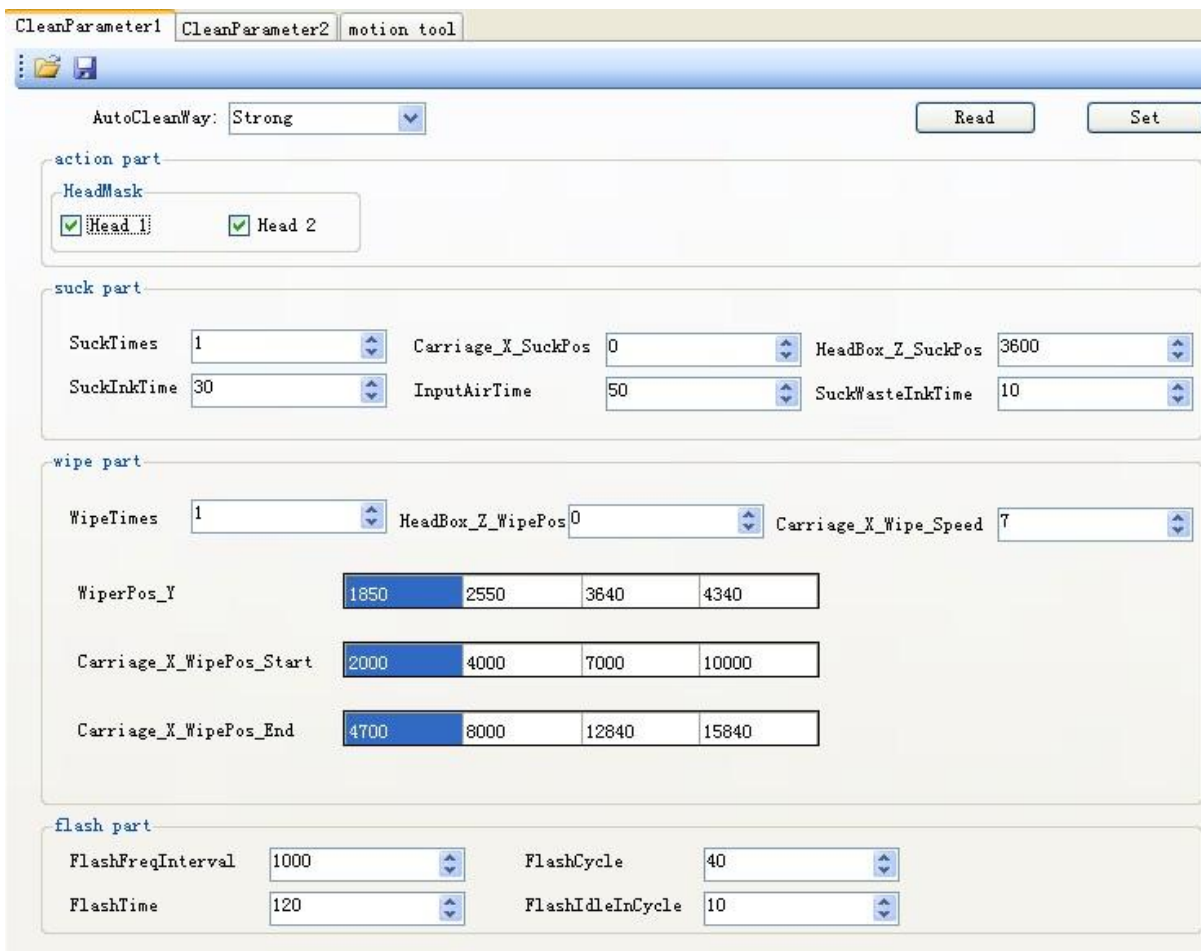 CleanParameter1 CleanParameter2 motion tool
AutoCleanWay: Strong Read Set
action part
HeadMask
Head 1 Head 2
suck part
SuckTimes 1 Carriage_X_SuckPos 0 HeadBox_Z_SuckPos 3600
SuckInkTime 30 InputAirTime 50 SuckWasteInkTime 10
wipe part
WipeTimes 1 HeadBox_Z_WipePos 0 Carriage_X_Wipe_Speed 7
WiperPos_Y 1850 2550 3640 4340
Carriage_X_WipePos_Start 2000 4000 7000 10000
Carriage_X_WipePos_End 4700 8000 12840 15840
flash part
FlashFreqInterval 1000 FlashCycle 40
FlashTime 120 FlashIdleInCycle 10